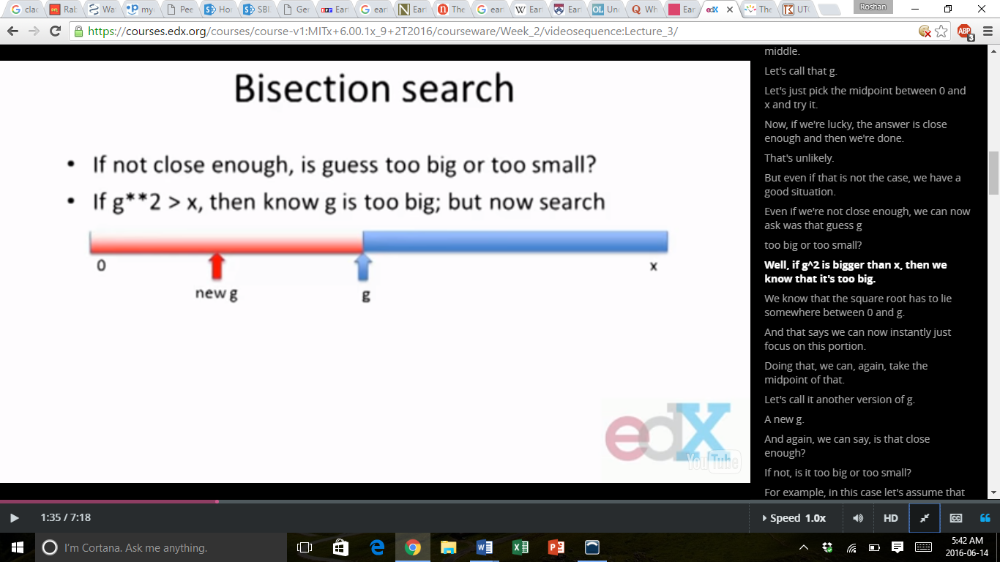 Roshan
clac
Rab
Wa
my
Pee
Ho
SBI
Ger
Ear
ear
Ear
The
ear
Ear
Ear
Un
Wh
Ear
edX
The
UT
https://courses.edx.org/courses/course-v1:MITx+6.00.1x_9+2T2016/courseware/Week_2/videosequence:Lecture_3/
ABP
3
Bisection search
• If not close enough, is guess too big or too small?
• If g**2 > x, then know g is too big; but now search
0
x
new g
g
edX
YouTube
middle.
Let's call that g.
Let's just pick the midpoint between 0 and
x and try it.
Now, if we're lucky, the answer is close
enough and then we're done.
That's unlikely.
But even if that is not the case, we have a
good situation.
Even if we're not close enough, we can now
ask was that guess g
too big or too small?
Well, if g^2 is bigger than x, then we
know that it's too big.
We know that the square root has to lie
somewhere between 0 and g.
And that says we can now instantly just
focus on this portion.
Doing that, we can, again, take the
midpoint of that.
Let's call it another version of g.
A new g.
And again, we can say, is that close
enough?
If not, is it too big or too small?
For example, in this case let's assume that
1:35 / 7:18
Speed 1.0x
HD
CC
I'm Cortana. Ask me anything.
5:42 AM
2016-06-14